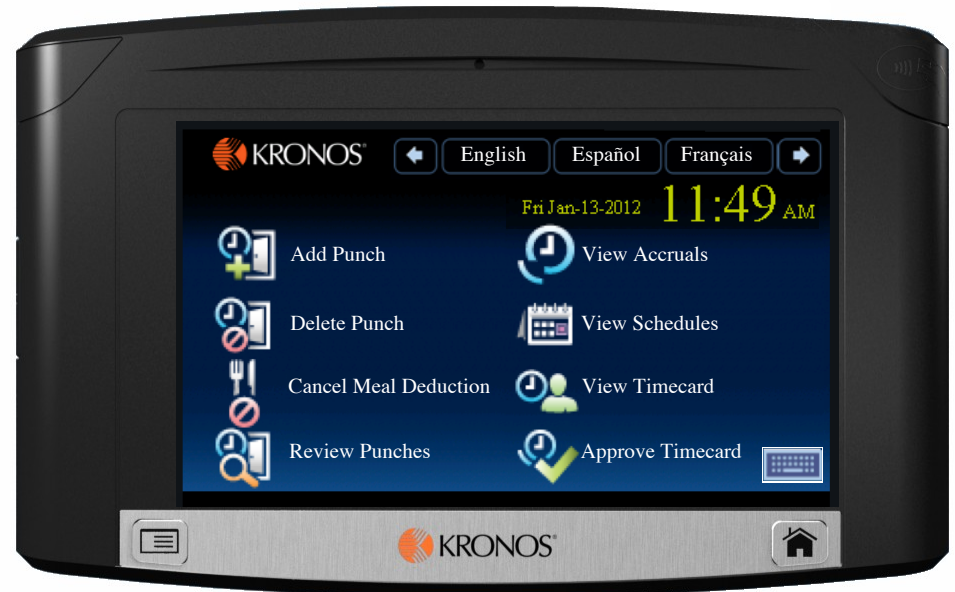 KRONOS
English Español Français
Fri Jan-13-2012 11:49 AM
Add Punch View Accruals
Delete Punch View Schedules
Cancel Meal Deduction View Timecard
Review Punches Approve Timecard
KRONOS